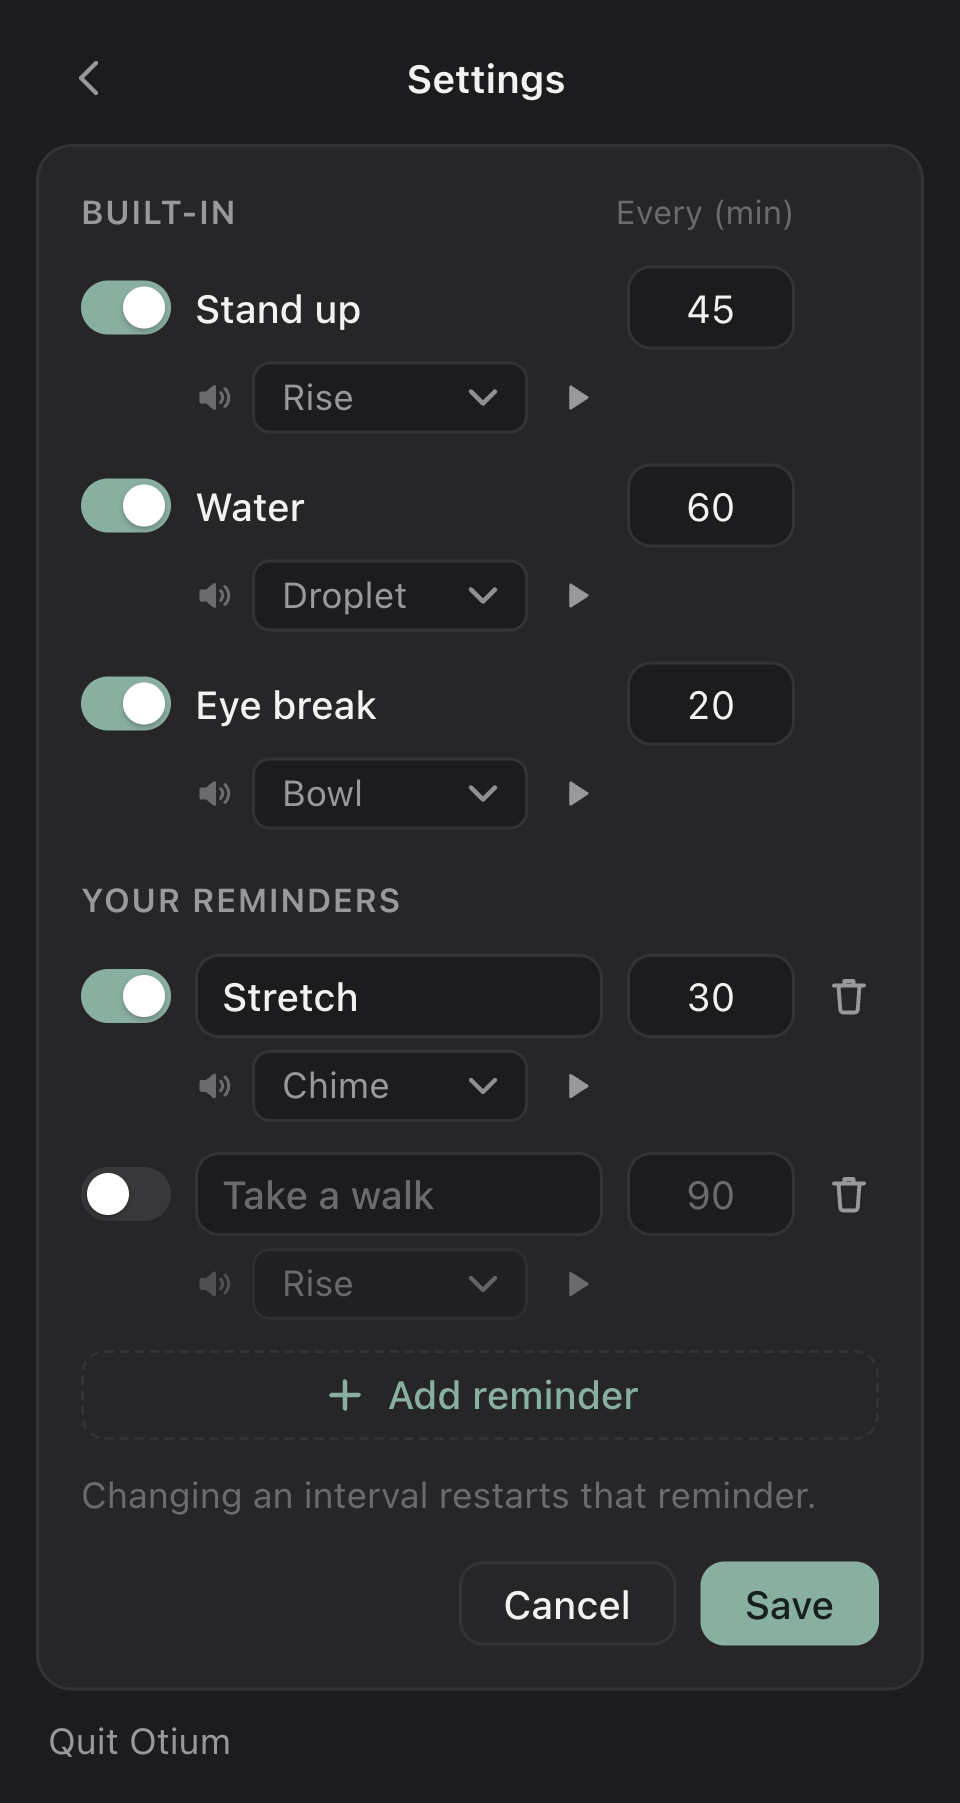 Settings
BUILT-IN Every (min)
Stand up 45
Rise
Water 60
Droplet
Eye break 20
Bowl
YOUR REMINDERS
Stretch 30
Chime
Take a walk 90
Rise
+ Add reminder
Changing an interval restarts that reminder.
Cancel Save
Quit Otium